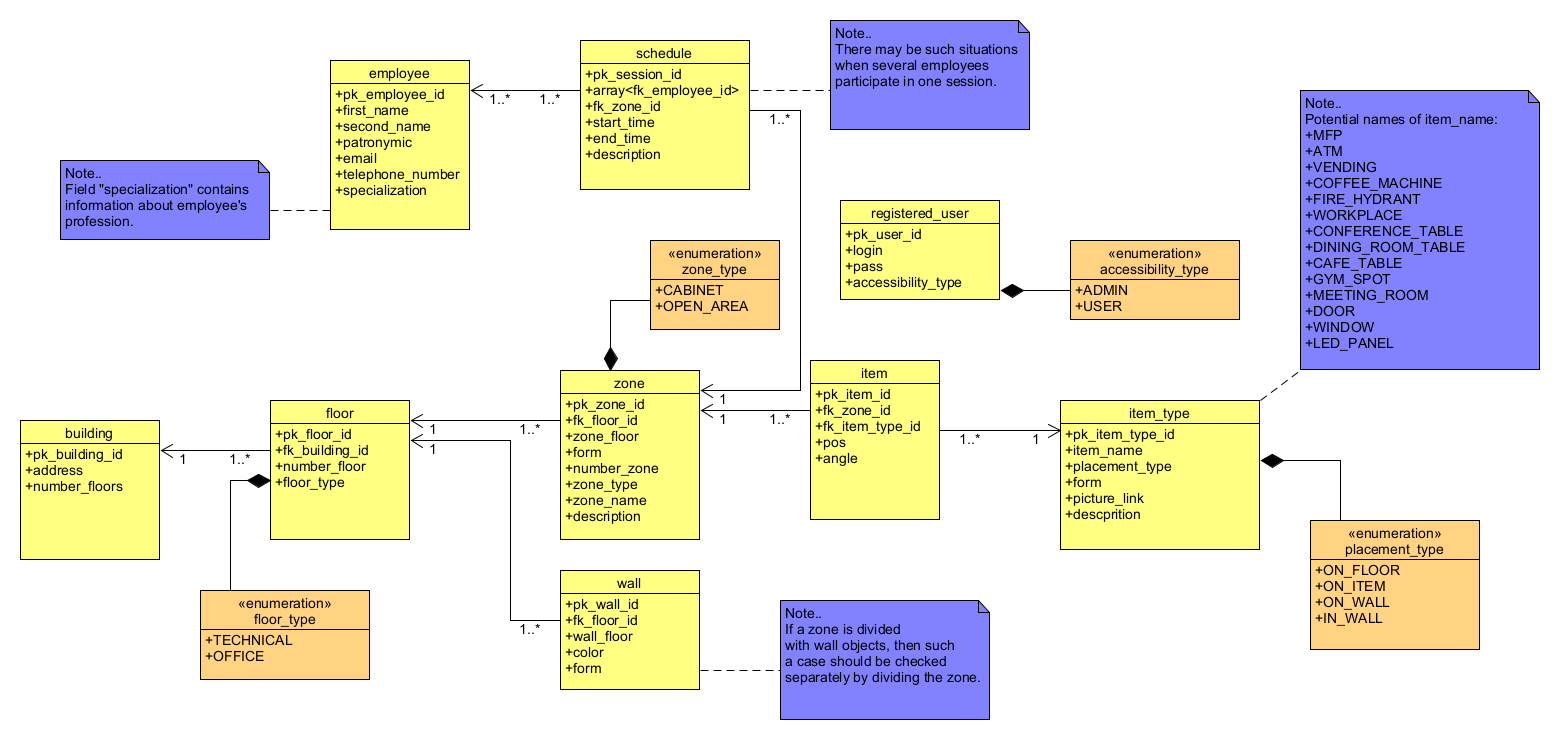 employee
+pk_employee_id
+first_name
+second_name
+patronymic
+email
+telephone_number
+specialization
schedule
+pk_session_id
+array<fk_employee_id>
+fk_zone_id
+start_time
+end_time
+description
Note..
There may be such situations
when several employees
participate in one session.
1..*
1..*
1..*
Note..
Field "specialization" contains
information about employee's
profession.
Note..
Potential names of item_name:
+MFP
+ATM
+VENDING
+COFFEE_MACHINE
+FIRE_HYDRANT
+WORKPLACE
+CONFERENCE_TABLE
+DINING_ROOM_TABLE
+CAFE_TABLE
+GYM_SPOT
+MEETING_ROOM
+DOOR
+WINDOW
+LED_PANEL
registered_user
+pk_user_id
+login
+pass
+accessibility_type
«enumeration»
accessibility_type
+ADMIN
+USER
«enumeration»
zone_type
+CABINET
+OPEN_AREA
building
+pk_building_id
+address
+number_floors
1
1..*
floor
+pk_floor_id
+fk_building_id
+number_floor
+floor_type
1
1..*
1
zone
+pk_zone_id
+fk_floor_id
+zone_floor
+form
+number_zone
+zone_type
+zone_name
+description
1
1
1..*
item
+pk_item_id
+fk_zone_id
+fk_item_type_id
+pos
+angle
1..*
1
item_type
+pk_item_type_id
+item_name
+placement_type
+form
+picture_link
+descprition
«enumeration»
placement_type
+ON_FLOOR
+ON_ITEM
+ON_WALL
+IN_WALL
«enumeration»
floor_type
+TECHNICAL
+OFFICE
1..*
wall
+pk_wall_id
+fk_floor_id
+wall_floor
+color
+form
Note..
If a zone is divided
with wall objects, then such
a case should be checked
separately by dividing the zone.